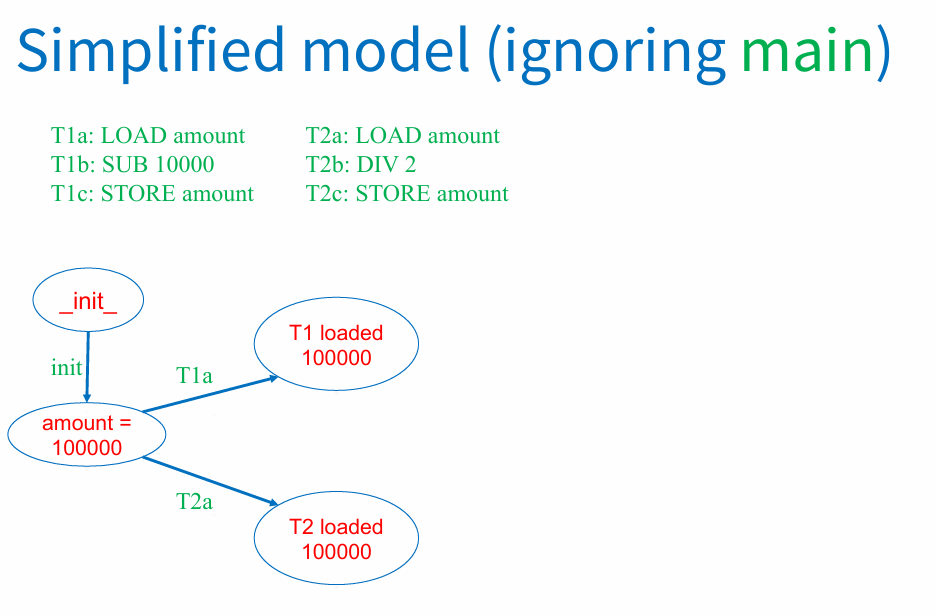 Simplified model (ignoring main)
T1a: LOAD amount
T1b: SUB 10000
T1c: STORE amount
T2a: LOAD amount
T2b: DIV 2
T2c: STORE amount
_init_
init
amount =
100000
T1a
T1 loaded
100000
T2a
T2 loaded
100000